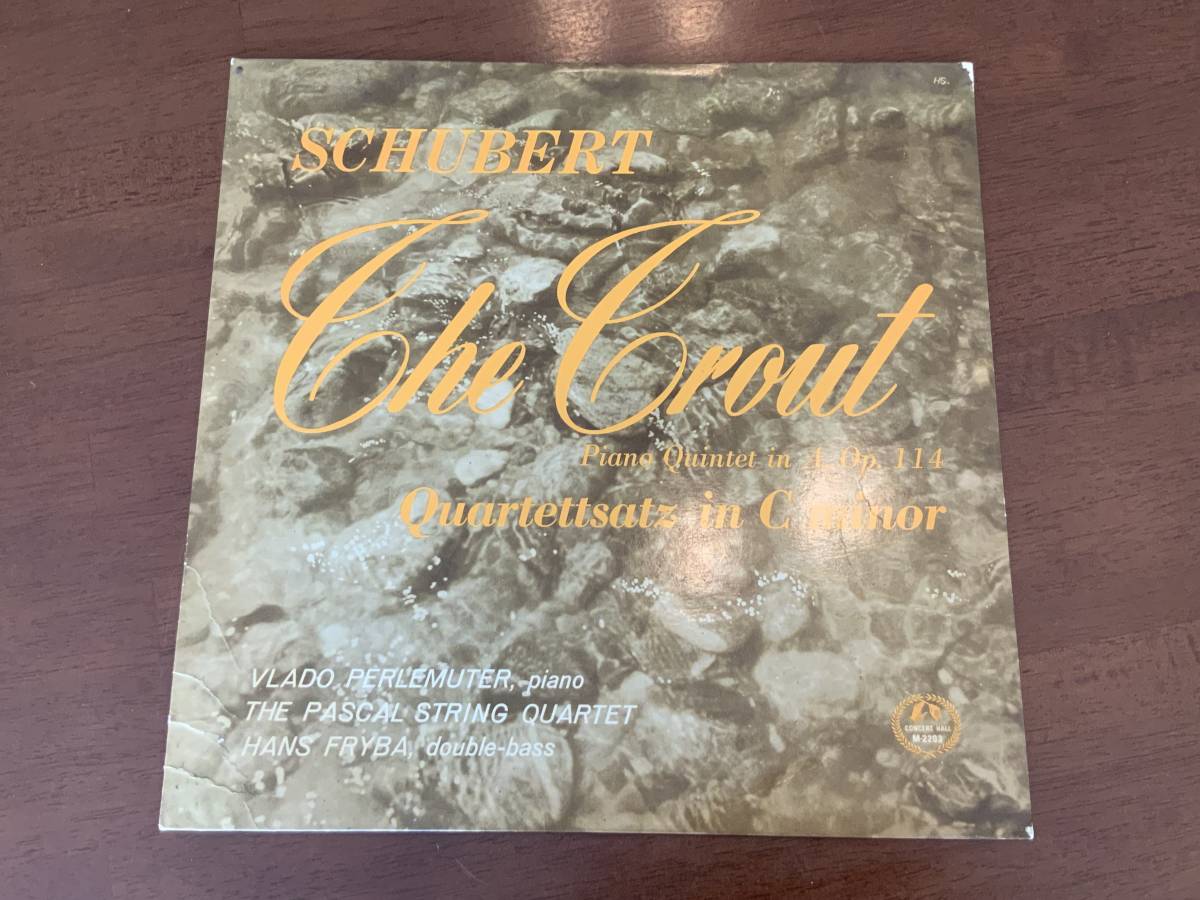 HS.
SCHUBERT
The Trout
Piano Quintet in A, Op. 114
Quartettsatz in C minor
VLADO PERLEMUTER, piano
THE PASCAL STRING QUARTET
HANS FRYBA, double-bass
CONCERT HALL
M-2203